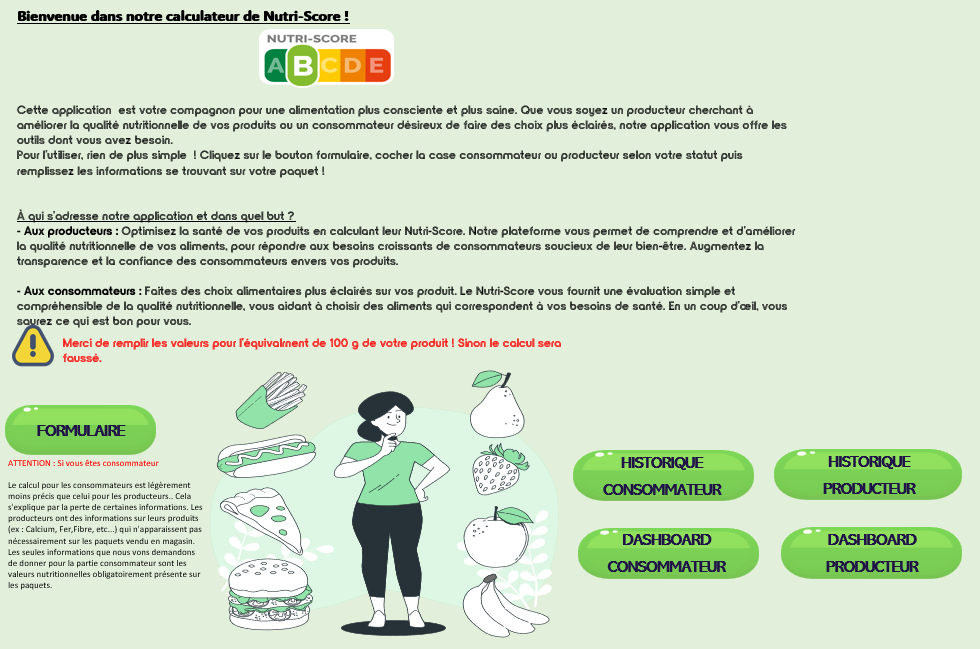 Bienvenue dans notre calculateur de Nutri-Score !
NUTRI-SCORE
A B C D E
Cette application est votre compagnon pour une alimentation plus consciente et plus saine. Que vous soyez un producteur cherchant à
améliorer la qualité nutritionnelle de vos produits ou un consommateur désireux de faire des choix plus éclairés, notre application vous offre les
outils dont vous avez besoin.
Pour l'utiliser, rien de plus simple ! Cliquez sur le bouton formulaire, cocher la case consommateur ou producteur selon votre statut puis
remplissez les informations se trouvant sur votre paquet !
À qui s'adresse notre application et dans quel but ?
- Aux producteurs : Optimisez la santé de vos produits en calculant leur Nutri-Score. Notre plateforme vous permet de comprendre et d'améliorer
la qualité nutritionnelle de vos aliments, pour répondre aux besoins croissants de consommateurs soucieux de leur bien-être. Augmentez la
transparence et la confiance des consommateurs envers vos produits.
- Aux consommateurs : Faites des choix alimentaires plus éclairés sur vos produit. Le Nutri-Score vous fournit une évaluation simple et
compréhensible de la qualité nutritionnelle, vous aidant à choisir des aliments qui correspondent à vos besoins de santé. En un coup d'œil, vous
saurez ce qui est bon pour vous.
Merci de remplir les valeurs pour l'équivalrnent de 100 g de votre produit ! Sinon le calcul sera
faussé.
FORMULAIRE
ATTENTION : Si vous êtes consommateur
Le calcul pour les consommateurs est légèrement
moins précis que celui pour les producteurs.. Cela
s'explique par la perte de certaines informations. Les
producteurs ont des informations sur leurs produits
(ex : Calcium, Fer,Fibre, etc...) qui n'apparaissent pas
nécessairement sur les paquets vendu en magasin.
Les seules informations que nous vons demandons
de donner pour la partie consommateur sont les
valeurs nutritionnelles obligatoirement présente sur
les paquets.
HISTORIQUE
CONSOMMATEUR
HISTORIQUE
PRODUCTEUR
DASHBOARD
CONSOMMATEUR
DASHBOARD
PRODUCTEUR